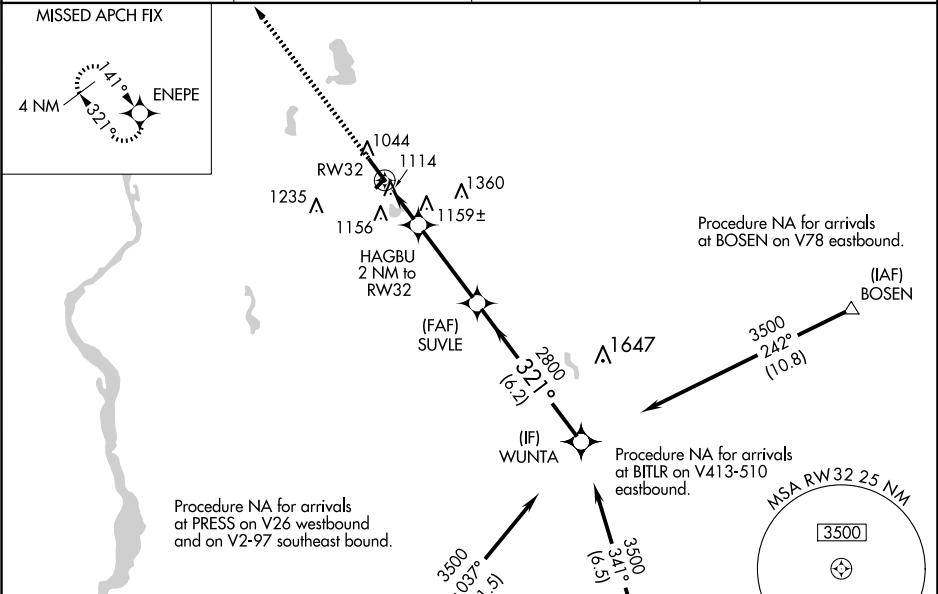 MISSED APCH FIX
141°
4 NM
ENEPE
321°
1044
RW32
1114
1360
1235
1159±
1156
HAGBU
2 NM to
RW32
Procedure NA for arrivals
at BOSEN on V78 eastbound.
(IAF)
BOSEN
(FAF)
SUVLE
3500
242°
(10.8)
1647
2800
321°
(6.2)
(IF)
WUNTA
Procedure NA for arrivals
at BITLR on V413-510
eastbound.
MSA RW32 25 NM
3500
Procedure NA for arrivals
at PRESS on V26 westbound
and on V2-97 southeast bound.
3500
037°
3500
341°
(6.5)